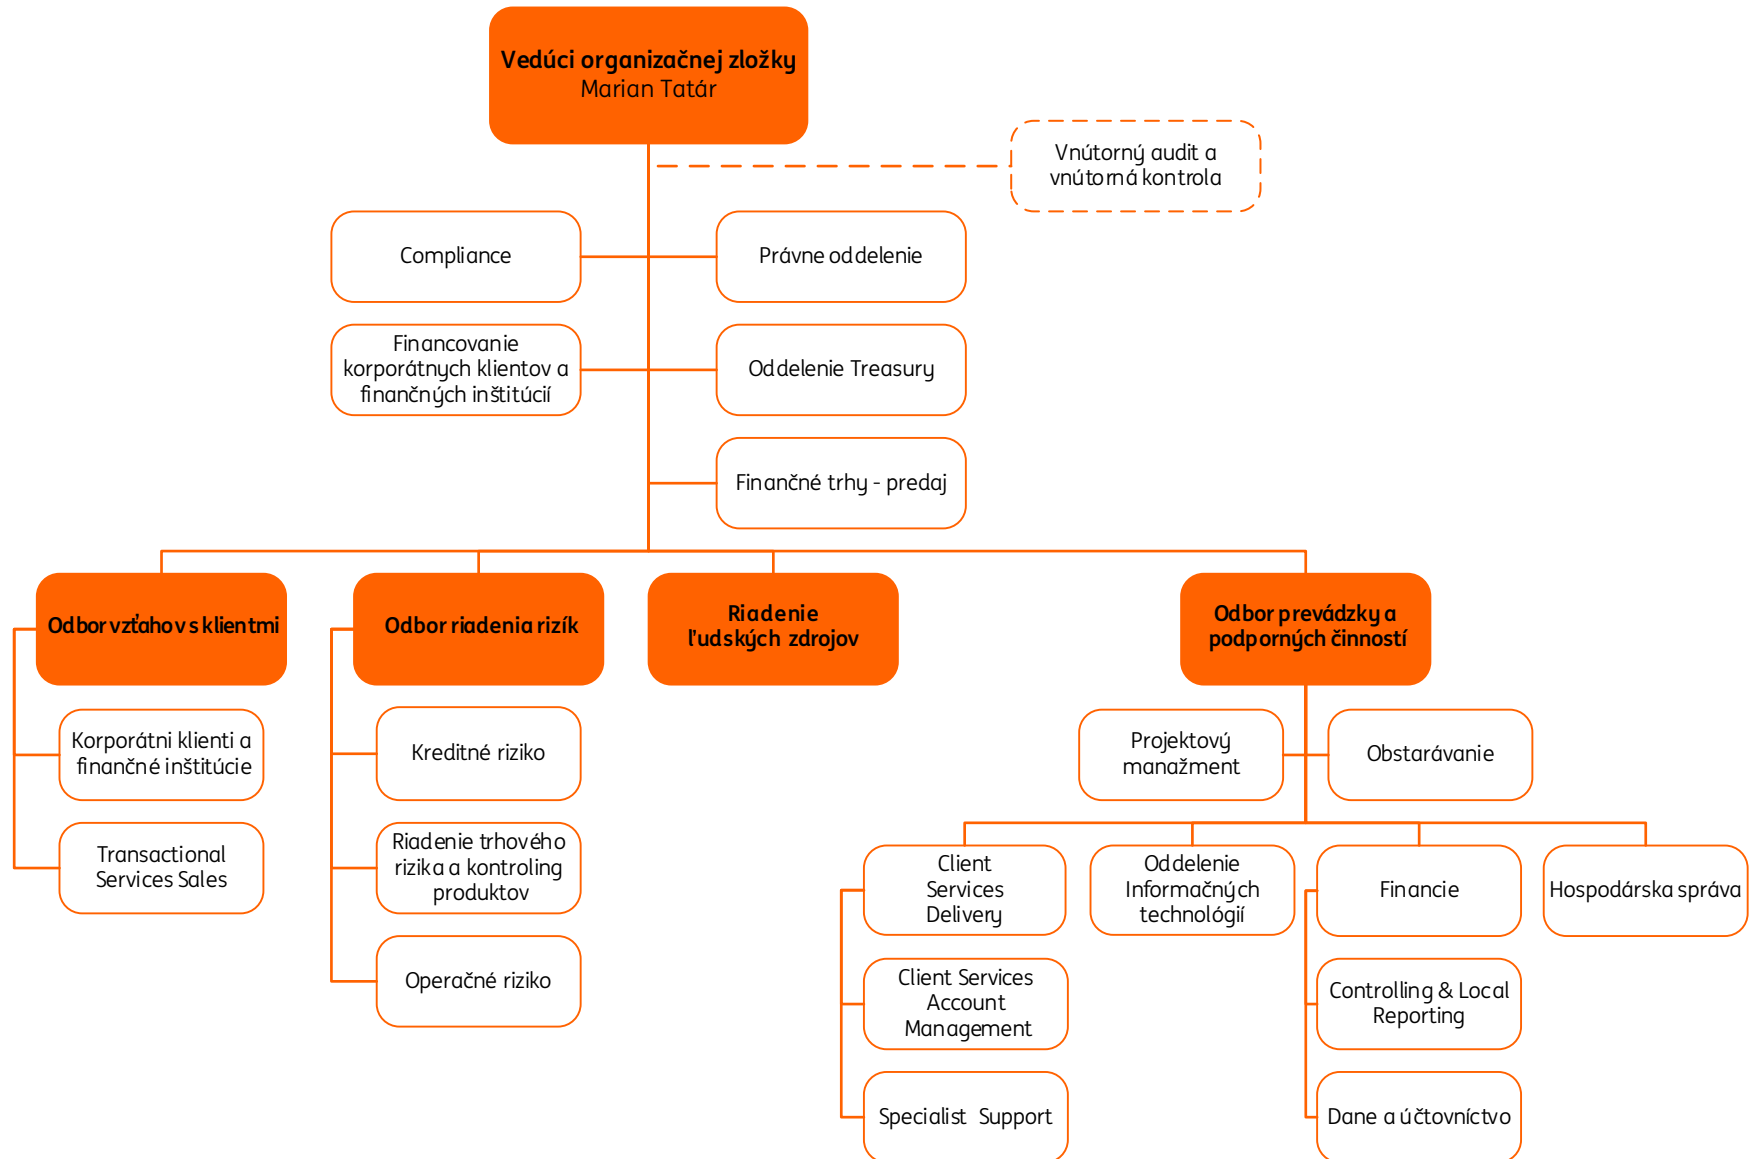 Vedúci organizačnej zložky
Marian Tatár
Vnútorný audit a
vnútorná kontrola
Compliance
Právne oddelenie
Financovanie
korporátnych klientov a
finančných inštitúcií
Oddelenie Treasury
Finančné trhy - predaj
Odbor vzťahov s klientmi
Odbor riadenia rizík
Riadenie
ľudských zdrojov
Odbor prevádzky a
podporných činností
Korporátni klienti a
finančné inštitúcie
Kreditné riziko
Projektový
manažment
Obstarávanie
Transactional
Services Sales
Riadenie trhového
rizika a kontroling
produktov
Client
Services
Delivery
Oddelenie
Informačných
technológií
Financie
Hospodárska správa
Operačné riziko
Client Services
Account
Management
Controlling & Local
Reporting
Specialist Support
Dane a účtovníctvo